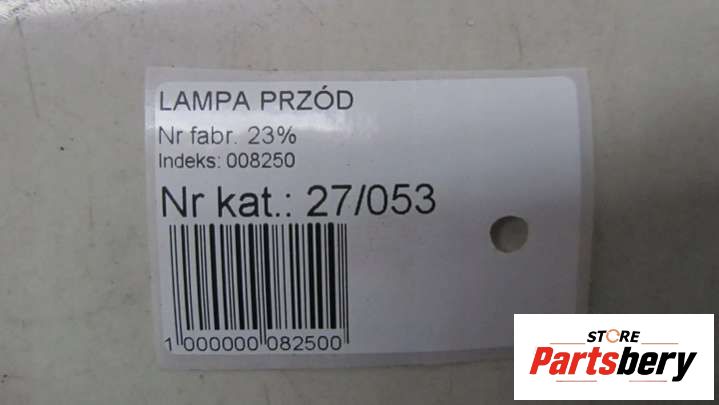 LAMPA PRZÓD
Nr fabr. 23%
Indeks: 008250
Nr kat.: 27/053
1 000000 082500
STORE
Partsbery